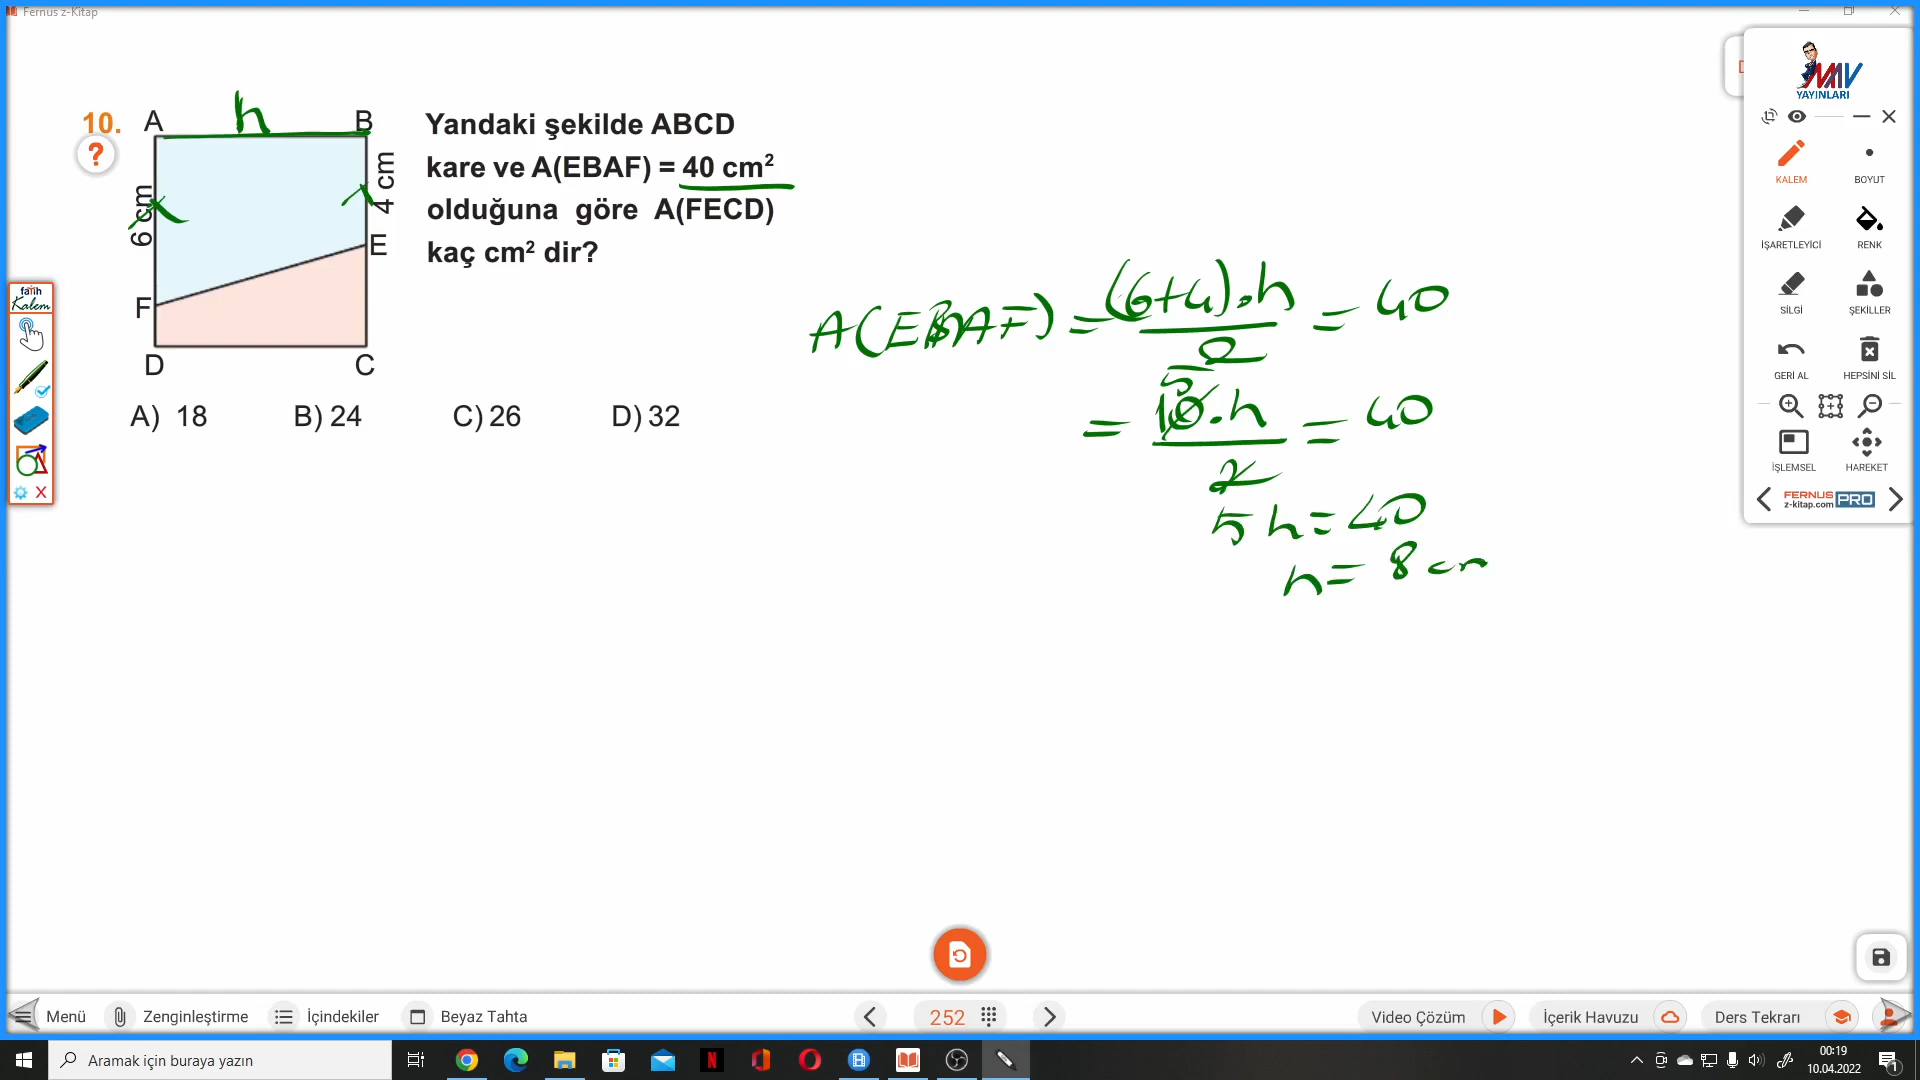 Fernus z-Kitap
10.
?
A
h
B
6 cm
4 cm
E
F
D
C
Yandaki şekilde ABCD
kare ve A(EBAF) = 40 cm²
olduğuna göre A(FECD)
kaç cm² dir?
A) 18 B) 24 C) 26 D) 32
A(EBAF) = (6+4).h / 2 = 40
= 10.h / 2 = 40
5
5h = 40
h = 8 cm
fatih
Kalem
X
MAV
YAYINLARI
KALEM
BOYUT
İŞARETLEYİCİ
RENK
SİLGİ
ŞEKİLLER
GERİ AL
HEPSİNİ SİL
İŞLEMSEL
HAREKET
FERNUS PRO
z-kitap.com
Menü
Zenginleştirme
İçindekiler
Beyaz Tahta
252
Video Çözüm
İçerik Havuzu
Ders Tekrarı
Aramak için buraya yazın
N
00:19
10.04.2022
1